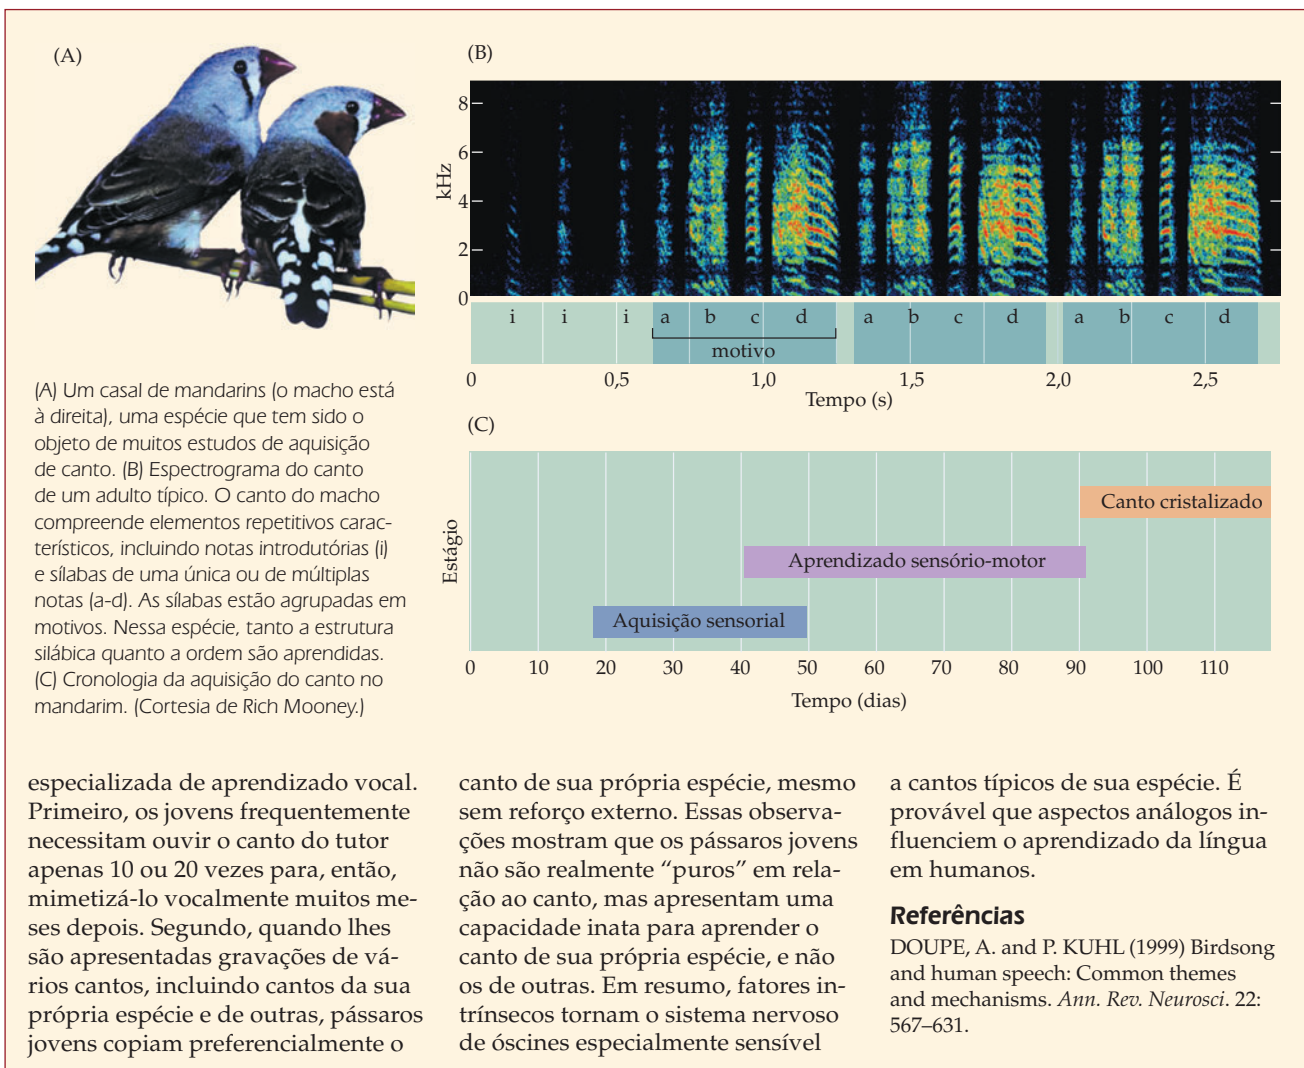 (A)
(A) Um casal de mandarins (o macho está
à direita), uma espécie que tem sido o
objeto de muitos estudos de aquisição
de canto. (B) Espectrograma do canto
de um adulto típico. O canto do macho
compreende elementos repetitivos carac-
terísticos, incluindo notas introdutórias (i)
e sílabas de uma única ou de múltiplas
notas (a-d). As sílabas estão agrupadas em
motivos. Nessa espécie, tanto a estrutura
silábica quanto a ordem são aprendidas.
(C) Cronologia da aquisição do canto no
mandarim. (Cortesia de Rich Mooney.)
(B)
kHz
8
6
4
2
0
i i i a b c d a b c d a b c d
motivo
0 0,5 1,0 1,5 2,0 2,5
Tempo (s)
(C)
Estágio
Canto cristalizado
Aprendizado sensório-motor
Aquisição sensorial
0 10 20 30 40 50 60 70 80 90 100 110
Tempo (dias)
especializada de aprendizado vocal.
Primeiro, os jovens frequentemente
necessitam ouvir o canto do tutor
apenas 10 ou 20 vezes para, então,
mimetizá-lo vocalmente muitos me-
ses depois. Segundo, quando lhes
são apresentadas gravações de vá-
rios cantos, incluindo cantos da sua
própria espécie e de outras, pássaros
jovens copiam preferencialmente o
canto de sua própria espécie, mesmo
sem reforço externo. Essas observa-
ções mostram que os pássaros jovens
não são realmente “puros” em rela-
ção ao canto, mas apresentam uma
capacidade inata para aprender o
canto de sua própria espécie, e não
os de outras. Em resumo, fatores in-
trínsecos tornam o sistema nervoso
de óscines especialmente sensível
a cantos típicos de sua espécie. É
provável que aspectos análogos in-
fluenciem o aprendizado da língua
em humanos.
Referências
DOUPE, A. and P. KUHL (1999) Birdsong
and human speech: Common themes
and mechanisms. Ann. Rev. Neurosci. 22:
567–631.